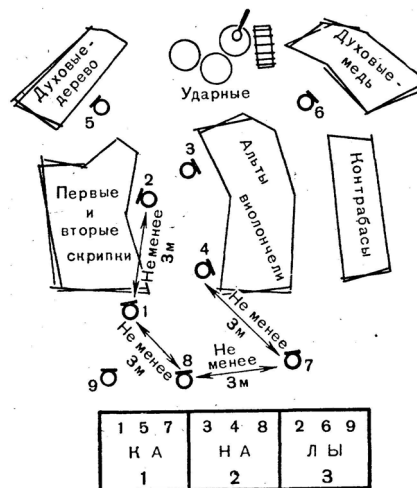 Духовые-
дерево
Ударные
Духовые-
медь
5
6
3
2
Первые
и
вторые
скрипки
Альты
виолончели
Контрабасы
4
Не менее
3м
1
Не менее
3м
Не менее
3м
8
Не
менее
3м
7
9
1 5 7
3 4 8
2 6 9
К А
Н А
Л Ы
1
2
3